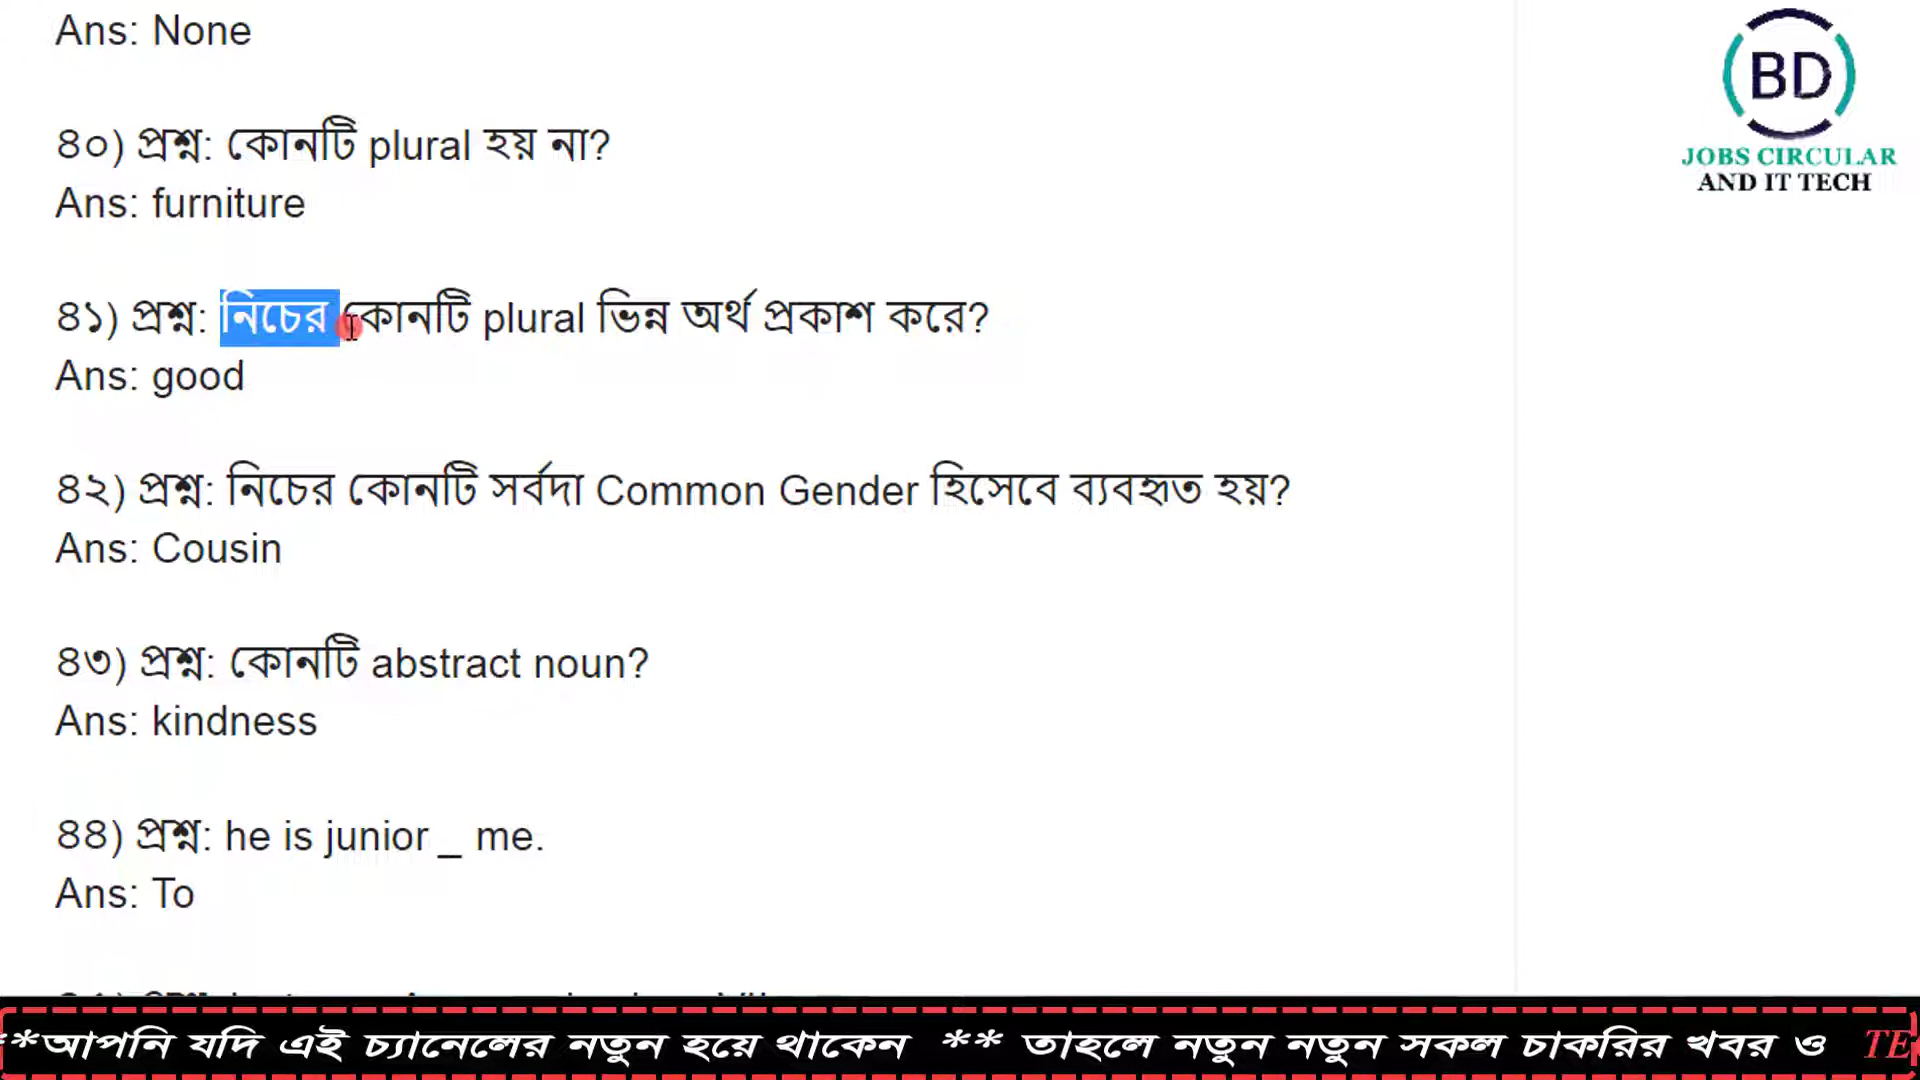 Ans: None
৪০) প্রশ্ন: কোনটি plural হয় না?
Ans: furniture
৪১) প্রশ্ন: নিচের কোনটি plural ভিন্ন অর্থ প্রকাশ করে?
Ans: good
৪২) প্রশ্ন: নিচের কোনটি সর্বদা Common Gender হিসেবে ব্যবহৃত হয়?
Ans: Cousin
৪৩) প্রশ্ন: কোনটি abstract noun?
Ans: kindness
৪৪) প্রশ্ন: he is junior _ me.
Ans: To
BD
JOBS CIRCULAR
AND IT TECH
**আপনি যদি এই চ্যানেলের নতুন হয়ে থাকেন ** তাহলে নতুন নতুন সকল চাকরির খবর ও TE